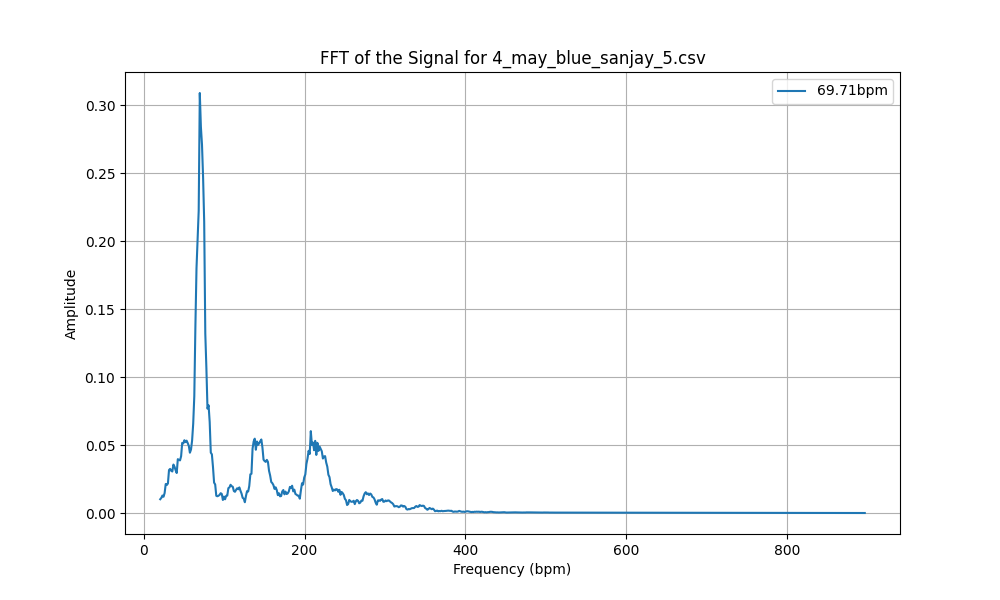 FFT of the Signal for 4_may_blue_sanjay_5.csv
69.71bpm
Amplitude
0.30
0.25
0.20
0.15
0.10
0.05
0.00
0 200 400 600 800
Frequency (bpm)